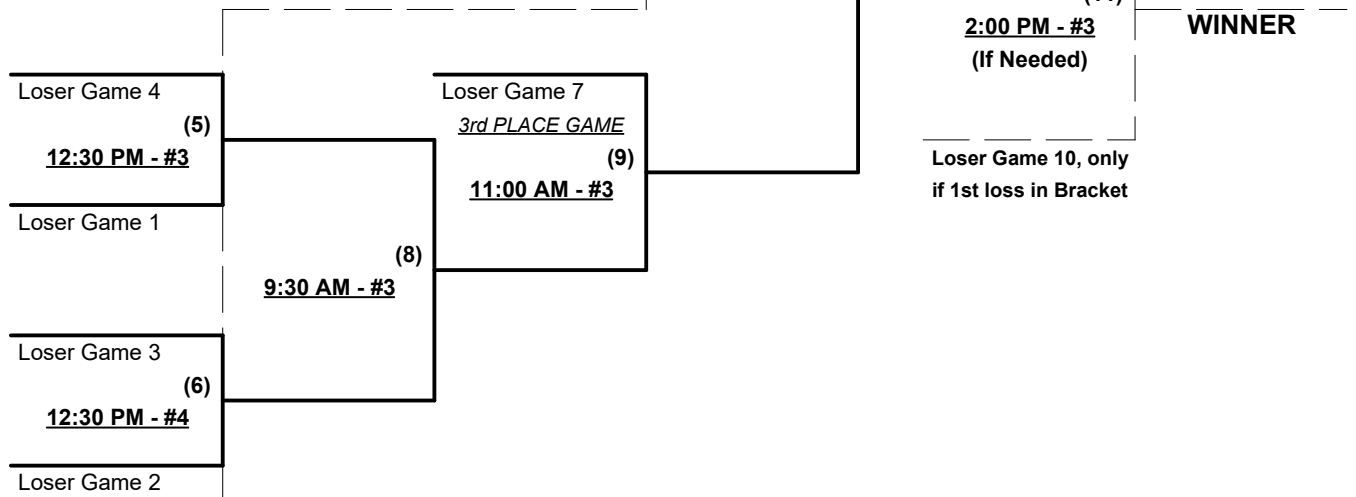 2:00 PM - #3
WINNER
(If Needed)
Loser Game 4
(5)
12:30 PM - #3
Loser Game 1
Loser Game 7
3rd PLACE GAME
(9)
11:00 AM - #3
Loser Game 10, only
if 1st loss in Bracket
(8)
9:30 AM - #3
Loser Game 3
(6)
12:30 PM - #4
Loser Game 2